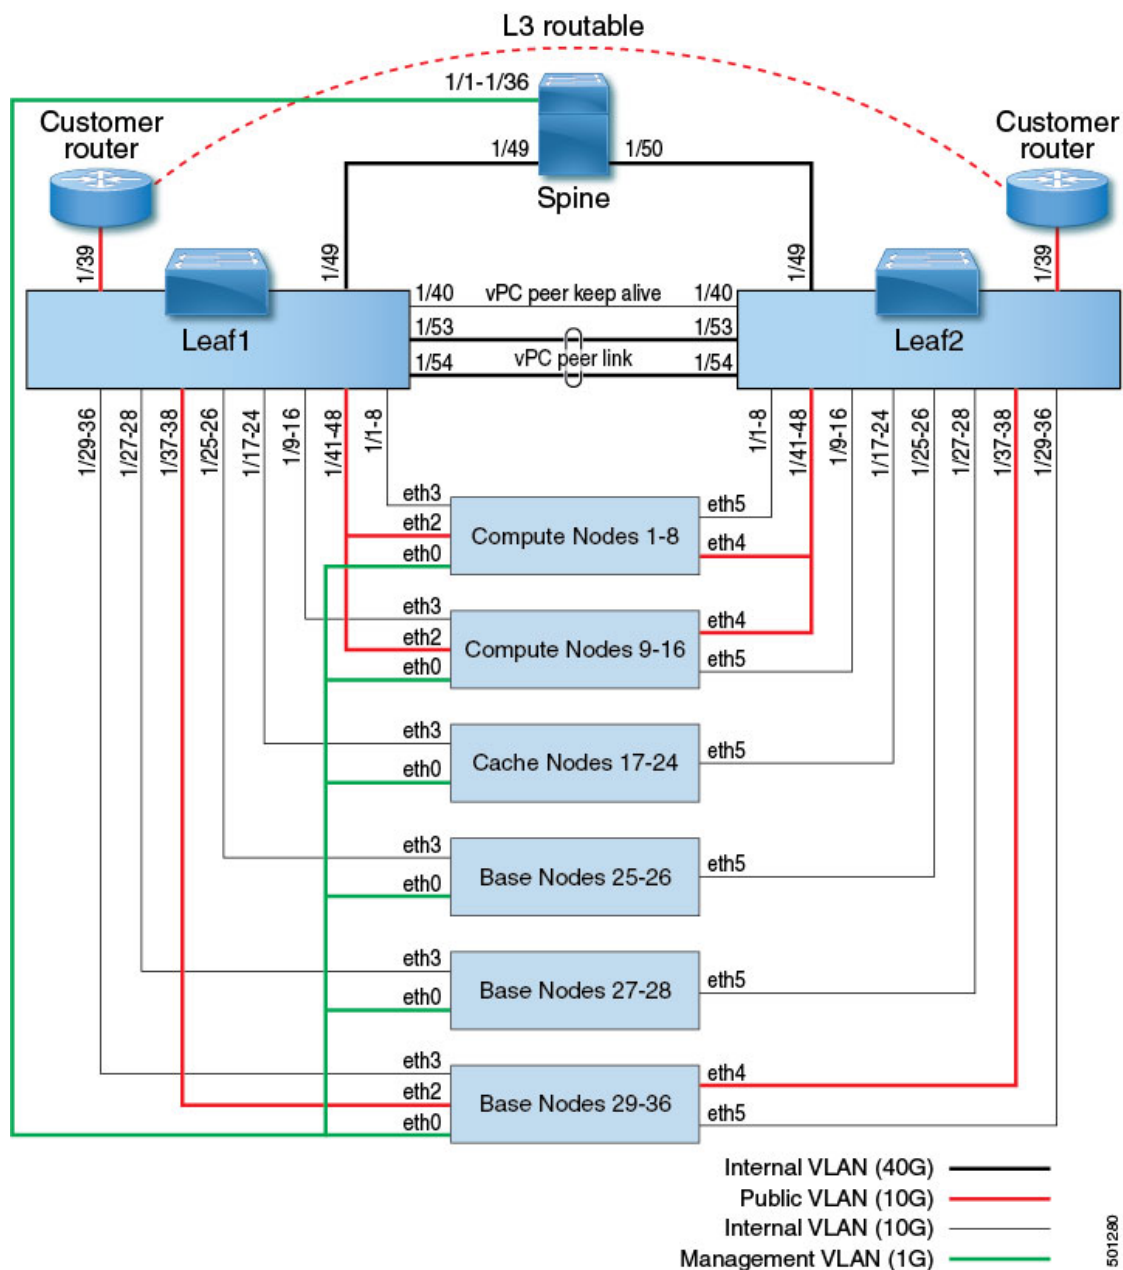 L3 routable
1/1-1/36
Customer router
Customer router
1/49
1/50
Spine
1/39
1/49
1/49
1/39
Leaf1
Leaf2
1/40
vPC peer keep alive
1/40
1/53
1/53
1/54
vPC peer link
1/54
1/29-36
1/27-28
1/37-38
1/25-26
1/17-24
1/9-16
1/41-48
1/1-8
1/1-8
1/41-48
1/9-16
1/17-24
1/25-26
1/27-28
1/37-38
1/29-36
eth3
eth2
eth0
Compute Nodes 1-8
eth5
eth4
eth3
eth2
eth0
Compute Nodes 9-16
eth4
eth5
eth3
eth0
Cache Nodes 17-24
eth5
eth3
eth0
Base Nodes 25-26
eth5
eth3
eth0
Base Nodes 27-28
eth5
eth3
eth2
eth0
Base Nodes 29-36
eth4
eth5
Internal VLAN (40G)
Public VLAN (10G)
Internal VLAN (10G)
Management VLAN (1G)
501280